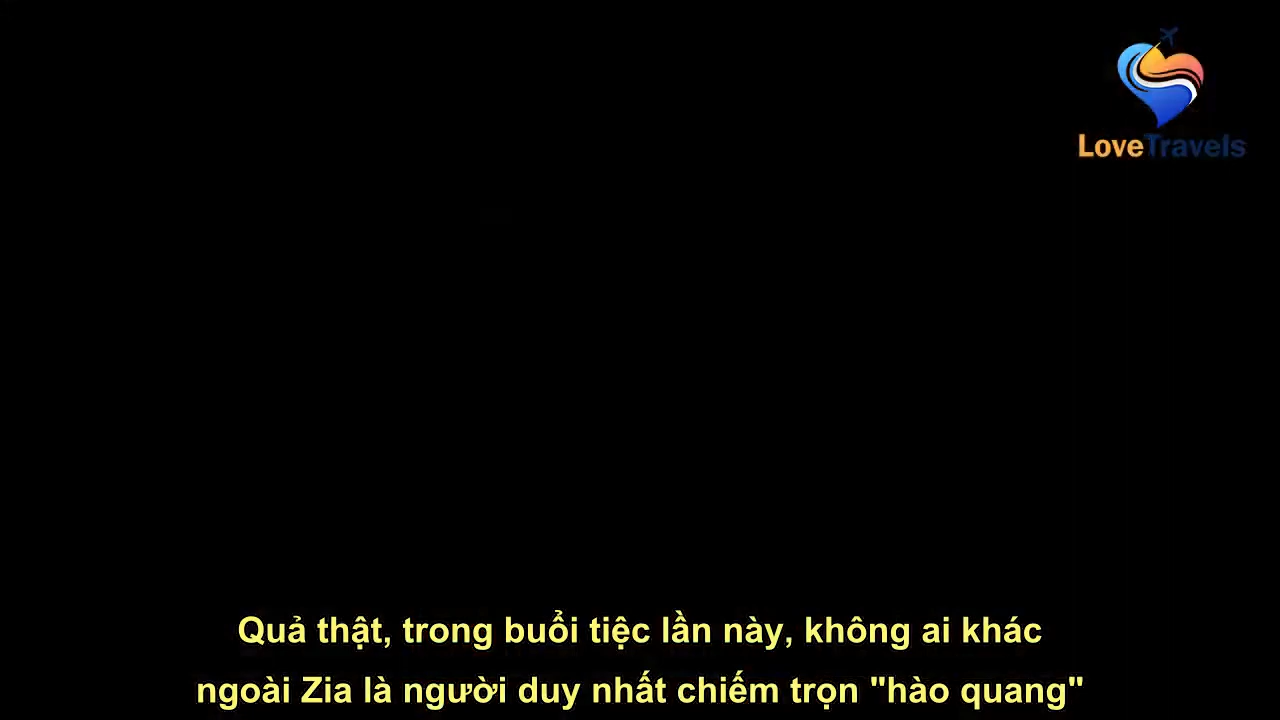 LoveTravels
Quả thật, trong buổi tiệc lần này, không ai khác
ngoài Zia là người duy nhất chiếm trọn "hào quang"